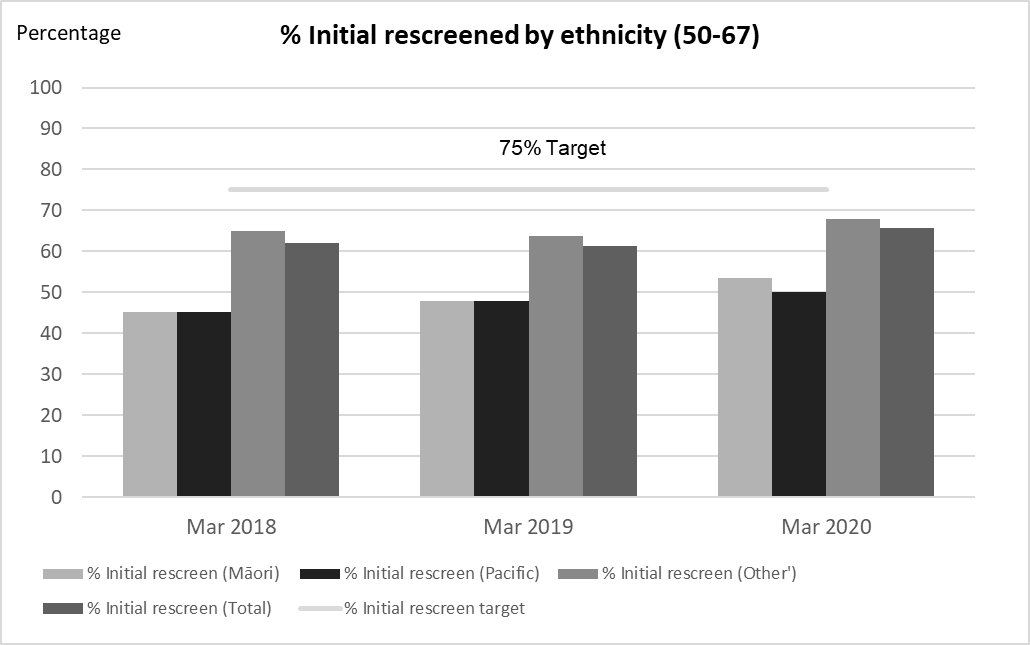 % Initial rescreened by ethnicity (50-67)
Percentage
75% Target
100
90
80
70
60
50
40
30
20
10
0
Mar 2018 Mar 2019 Mar 2020
% Initial rescreen (Māori) % Initial rescreen (Pacific) % Initial rescreen (Other')
% Initial rescreen (Total) % Initial rescreen target